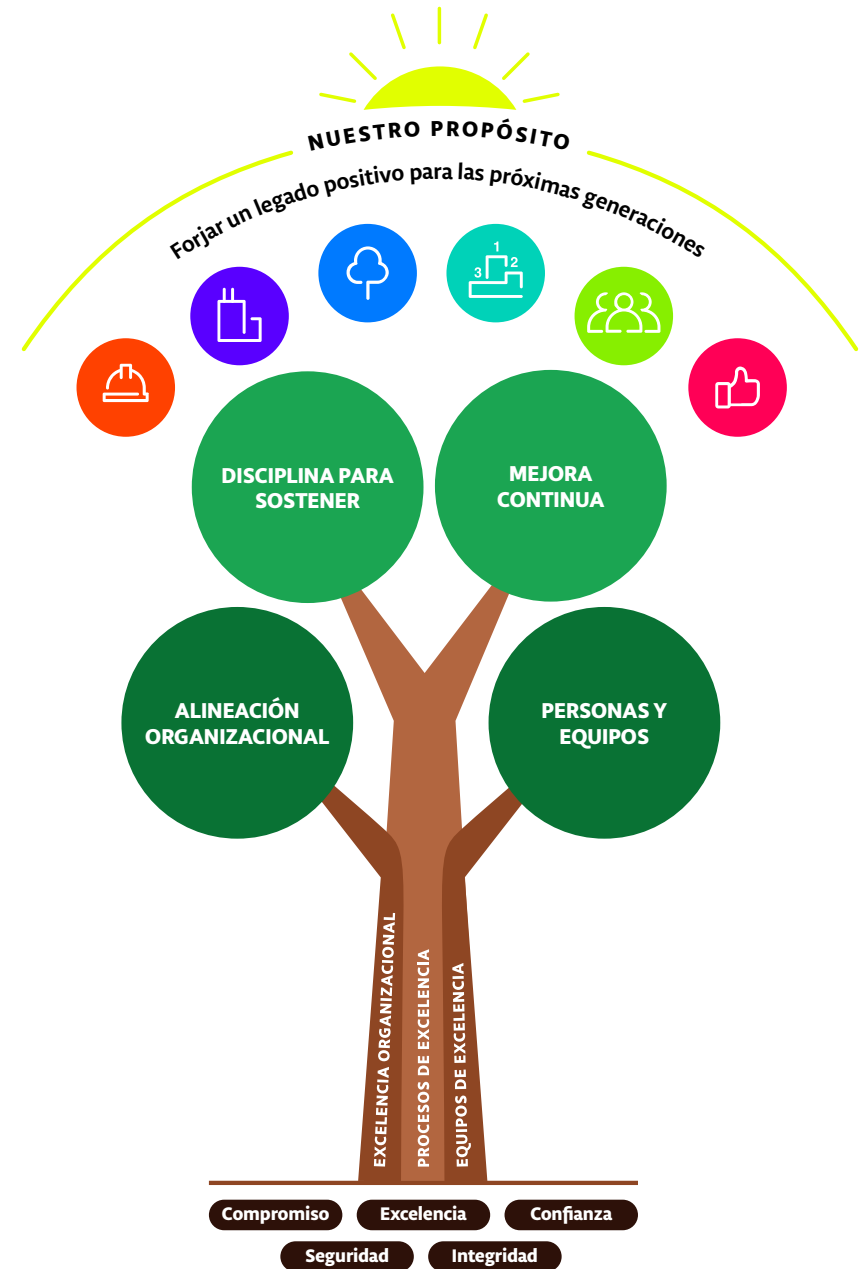 NUESTRO PROPÓSITO
Forjar un legado positivo para las próximas generaciones
1
2
3
DISCIPLINA PARA
SOSTENER
MEJORA
CONTINUA
ALINEACIÓN
ORGANIZACIONAL
PERSONAS Y
EQUIPOS
EXCELENCIA ORGANIZACIONAL
PROCESOS DE EXCELENCIA
EQUIPOS DE EXCELENCIA
Compromiso
Excelencia
Confianza
Seguridad
Integridad